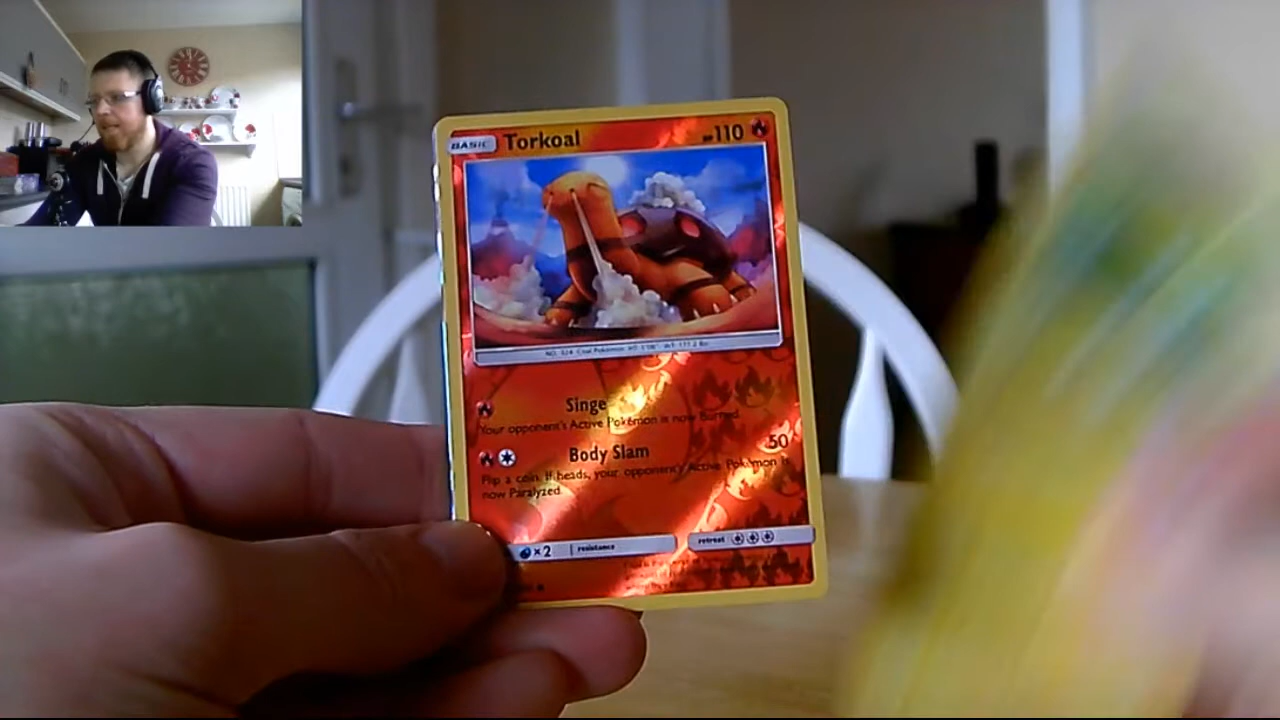 BASIC Torkoal HP110
Singe
Your opponent's Active Pokémon is now Burned.
Body Slam 50
Flip a coin. If heads, your opponent's Active Pokémon is
now Paralyzed.
×2 resistance retreat